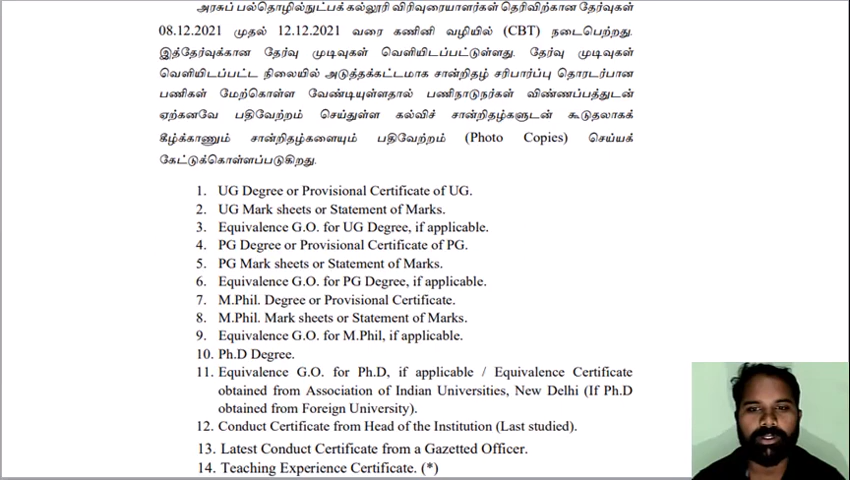 அரசுப் பல்தொழில்நுட்பக் கல்லூரி விரிவுரையாளர்கள் தெரிவிற்கான தேர்வுகள்
08.12.2021 முதல் 12.12.2021 வரை கணினி வழியில் (CBT) நடைபெற்றது.
இத்தேர்வுக்கான தேர்வு முடிவுகள் வெளியிடப்பட்டுள்ளது. தேர்வு முடிவுகள்
வெளியிடப்பட்ட நிலையில் அடுத்தக்கட்டமாக சான்றிதழ் சரிபார்ப்பு தொரடர்பான
பணிகள் மேற்கொள்ள வேண்டியுள்ளதால் பணிநாடுநர்கள் விண்ணப்பத்துடன்
ஏற்கனவே பதிவேற்றம் செய்துள்ள கல்விச் சான்றிதழ்களுடன் கூடுதலாகக்
கீழ்க்காணும் சான்றிதழ்களையும் பதிவேற்றம் (Photo Copies) செய்யக்
கேட்டுக்கொள்ளப்படுகிறது.
1. UG Degree or Provisional Certificate of UG.
2. UG Mark sheets or Statement of Marks.
3. Equivalence G.O. for UG Degree, if applicable.
4. PG Degree or Provisional Certificate of PG.
5. PG Mark sheets or Statement of Marks.
6. Equivalence G.O. for PG Degree, if applicable.
7. M.Phil. Degree or Provisional Certificate.
8. M.Phil. Mark sheets or Statement of Marks.
9. Equivalence G.O. for M.Phil, if applicable.
10. Ph.D Degree.
11. Equivalence G.O. for Ph.D, if applicable / Equivalence Certificate
obtained from Association of Indian Universities, New Delhi (If Ph.D
obtained from Foreign University).
12. Conduct Certificate from Head of the Institution (Last studied).
13. Latest Conduct Certificate from a Gazetted Officer.
14. Teaching Experience Certificate. (*)